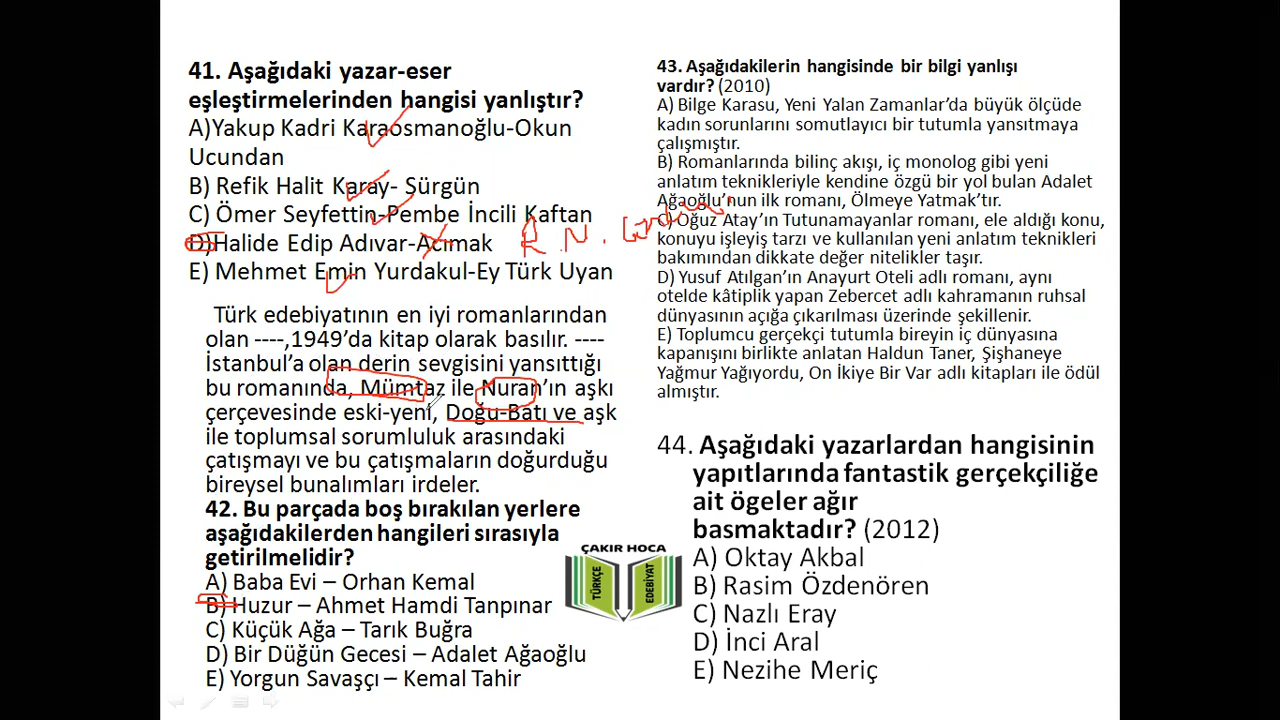 41. Aşağıdaki yazar-eser
eşleştirmelerinden hangisi yanlıştır?
A)Yakup Kadri Karaosmanoğlu-Okun
Ucundan
B) Refik Halit Karay- Sürgün
C) Ömer Seyfettin-Pembe İncili Kaftan
D)Halide Edip Adıvar-Acımak
R.N.
E) Mehmet Emin Yurdakul-Ey Türk Uyan
Türk edebiyatının en iyi romanlarından
olan ----,1949’da kitap olarak basılır. ----
İstanbul’a olan derin sevgisini yansıttığı
bu romanında, Mümtaz ile Nuran’ın aşkı
çerçevesinde eski-yeni, Doğu-Batı ve aşk
ile toplumsal sorumluluk arasındaki
çatışmayı ve bu çatışmaların doğurduğu
bireysel bunalımları irdeler.
42. Bu parçada boş bırakılan yerlere
aşağıdakilerden hangileri sırasıyla
getirilmelidir?
A) Baba Evi – Orhan Kemal
B) Huzur – Ahmet Hamdi Tanpınar
C) Küçük Ağa – Tarık Buğra
D) Bir Düğün Gecesi – Adalet Ağaoğlu
E) Yorgun Savaşçı – Kemal Tahir
ÇAKIR HOCA
TÜRKÇE
EDEBİYAT
43. Aşağıdakilerin hangisinde bir bilgi yanlışı
vardır? (2010)
A) Bilge Karasu, Yeni Yalan Zamanlar’da büyük ölçüde
kadın sorunlarını somutlayıcı bir tutumla yansıtmaya
çalışmıştır.
B) Romanlarında bilinç akışı, iç monolog gibi yeni
anlatım teknikleriyle kendine özgü bir yol bulan Adalet
Ağaoğlu’nun ilk romanı, Ölmeye Yatmak’tır.
C) Oğuz Atay’ın Tutunamayanlar romanı, ele aldığı konu,
konuyu işleyiş tarzı ve kullanılan yeni anlatım teknikleri
bakımından dikkate değer nitelikler taşır.
D) Yusuf Atılgan’ın Anayurt Oteli adlı romanı, aynı
otelde kâtiplik yapan Zebercet adlı kahramanın ruhsal
dünyasının açığa çıkarılması üzerinde şekillenir.
E) Toplumcu gerçekçi tutumla bireyin iç dünyasına
kapanışını birlikte anlatan Haldun Taner, Şişhaneye
Yağmur Yağıyordu, On İkiye Bir Var adlı kitapları ile ödül
almıştır.
44. Aşağıdaki yazarlardan hangisinin
yapıtlarında fantastik gerçekçiliğe
ait ögeler ağır
basmaktadır? (2012)
A) Oktay Akbal
B) Rasim Özdenören
C) Nazlı Eray
D) İnci Aral
E) Nezihe Meriç